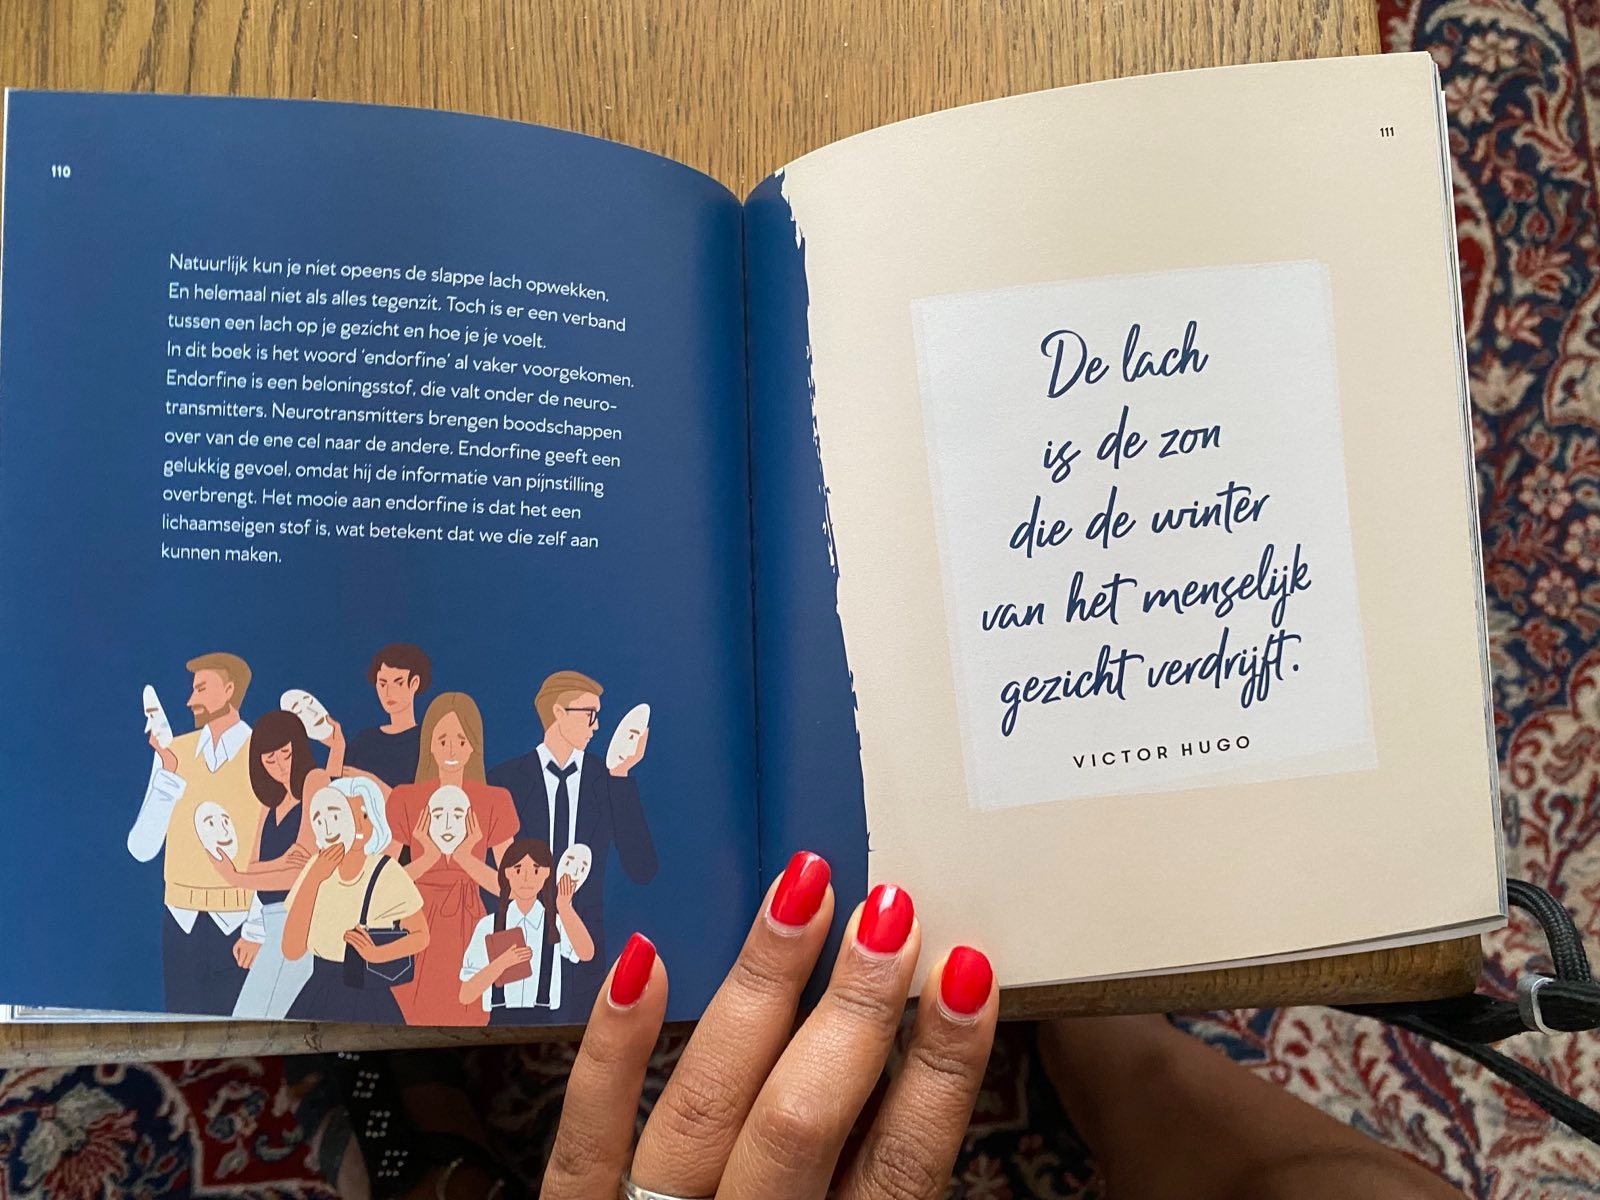 110
Natuurlijk kun je niet opeens de slappe lach opwekken.
En helemaal niet als alles tegenzit. Toch is er een verband
tussen een lach op je gezicht en hoe je je voelt.
In dit boek is het woord ‘endorfine’ al vaker voorgekomen.
Endorfine is een beloningsstof, die valt onder de neuro-
transmitters. Neurotransmitters brengen boodschappen
over van de ene cel naar de andere. Endorfine geeft een
gelukkig gevoel, omdat hij de informatie van pijnstilling
overbrengt. Het mooie aan endorfine is dat het een
lichaamseigen stof is, wat betekent dat we die zelf aan
kunnen maken.
111
De lach
is de zon
die de winter
van het menselijk
gezicht verdrijft.
VICTOR HUGO